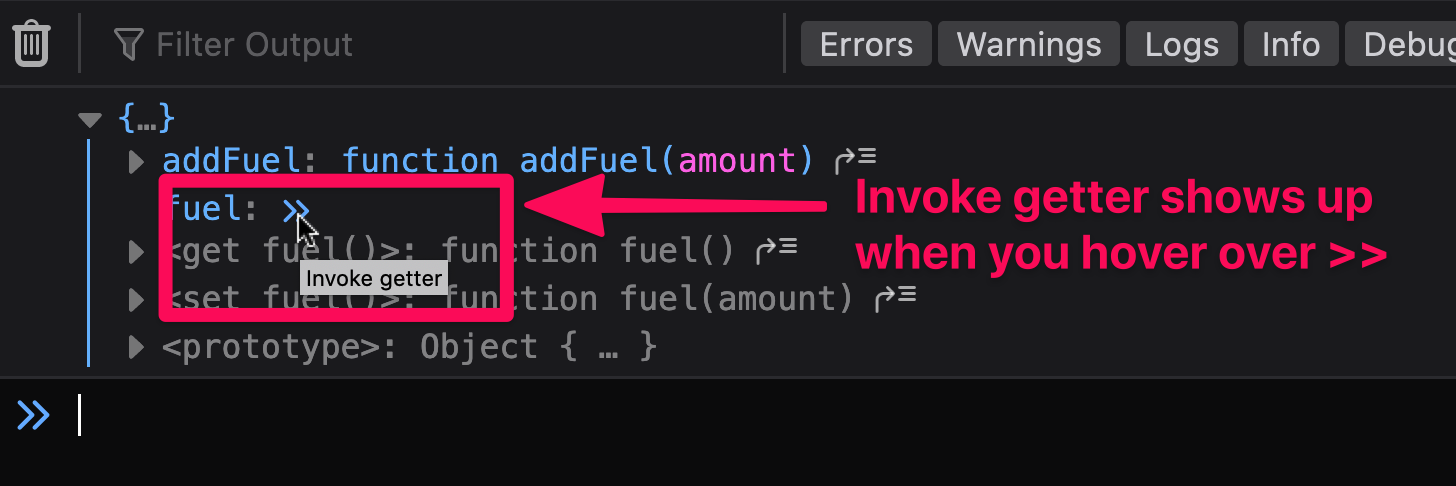 Filter Output
Errors Warnings Logs Info Debug
{…}
addFuel: function addFuel(amount)
fuel: >>
Invoke getter shows up
when you hover over >>
<get fuel()>: function fuel()
Invoke getter
<set fuel()>: function fuel(amount)
<prototype>: Object { … }
>>